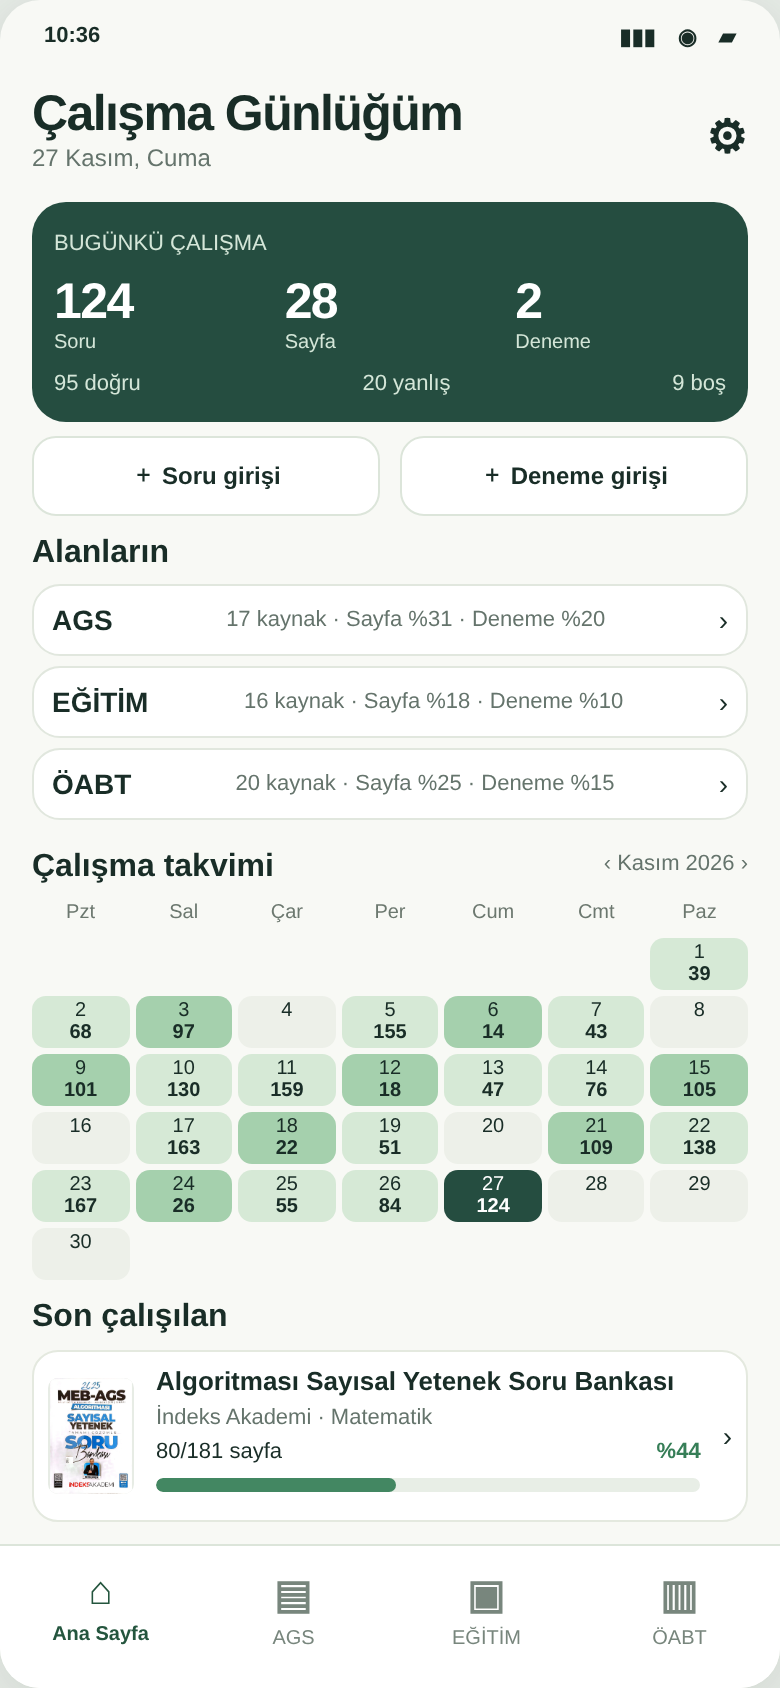 10:36
Çalışma Günlüğüm
27 Kasım, Cuma
BUGÜNKÜ ÇALIŞMA
124 28 2
Soru Sayfa Deneme
95 doğru 20 yanlış 9 boş
+ Soru girişi + Deneme girişi
Alanların
AGS 17 kaynak · Sayfa %31 · Deneme %20 ›
EĞİTİM 16 kaynak · Sayfa %18 · Deneme %10 ›
ÖABT 20 kaynak · Sayfa %25 · Deneme %15 ›
Çalışma takvimi ‹ Kasım 2026 ›
Pzt Sal Çar Per Cum Cmt Paz
1
39
2 3 4 5 6 7 8
68 97 155 14 43
9 10 11 12 13 14 15
101 130 159 18 47 76 105
16 17 18 19 20 21 22
163 22 51 109 138
23 24 25 26 27 28 29
167 26 55 84 124
30
Son çalışılan
Algoritması Sayısal Yetenek Soru Bankası
İndeks Akademi · Matematik
80/181 sayfa %44 ›
MEB-AGS
ALGORİTMASI
SAYISAL
YETENEK
SORU
Bankası
İNDEKSAKADEMİ
Ana Sayfa AGS EĞİTİM ÖABT